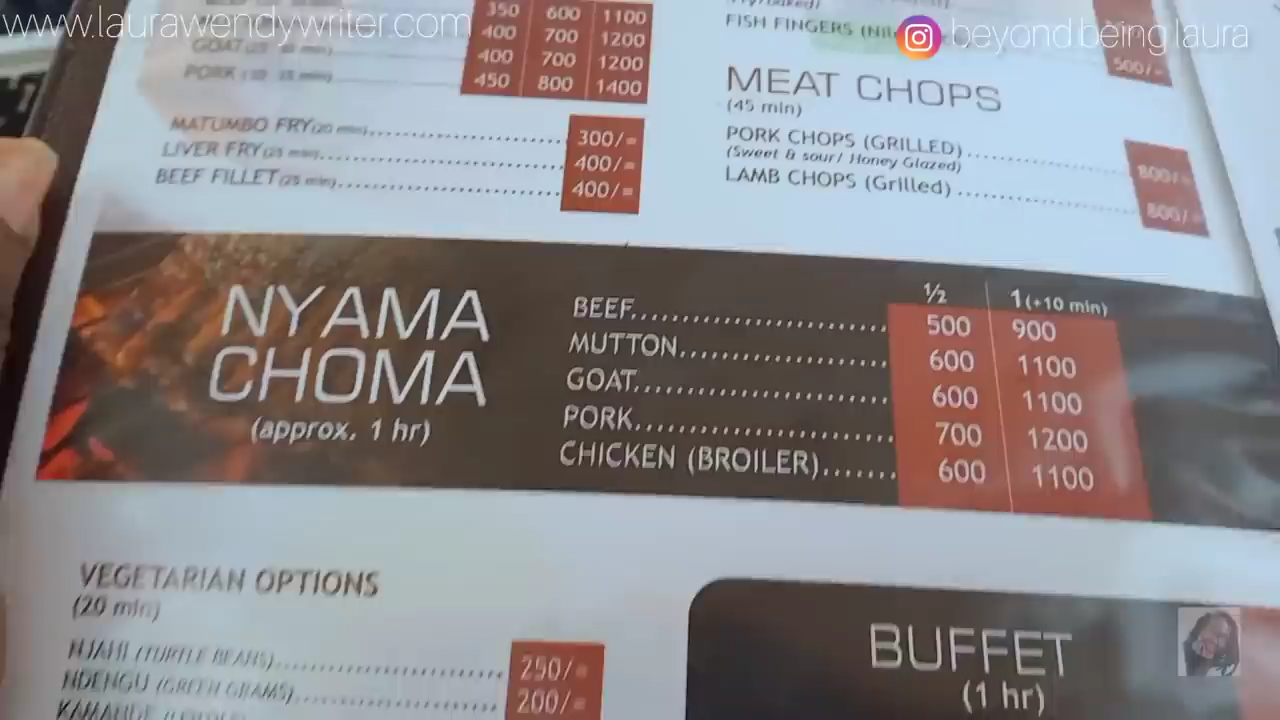 www.laurawendywriter.com
beyond being laura
350 600 1100
400 700 1200
GOAT 400 700 1200
PORK 450 800 1400
MATUMBO FRY (20 min) 300/=
LIVER FRY (25 min) 400/=
BEEF FILLET (25 min) 400/=
FISH FINGERS
500/=
MEAT CHOPS
(45 min)
PORK CHOPS (GRILLED) 800/=
(Sweet & sour/ Honey Glazed)
LAMB CHOPS (Grilled) 800/=
NYAMA
CHOMA
(approx. 1 hr)
½ 1 (+10 min)
BEEF 500 900
MUTTON 600 1100
GOAT 600 1100
PORK 700 1200
CHICKEN (BROILER) 600 1100
VEGETARIAN OPTIONS
(20 min)
NJAHI (TURTLE BEANS) 250/=
NDENGU (GREEN GRAMS) 200/=
KAMANDE
BUFFET
(1 hr)